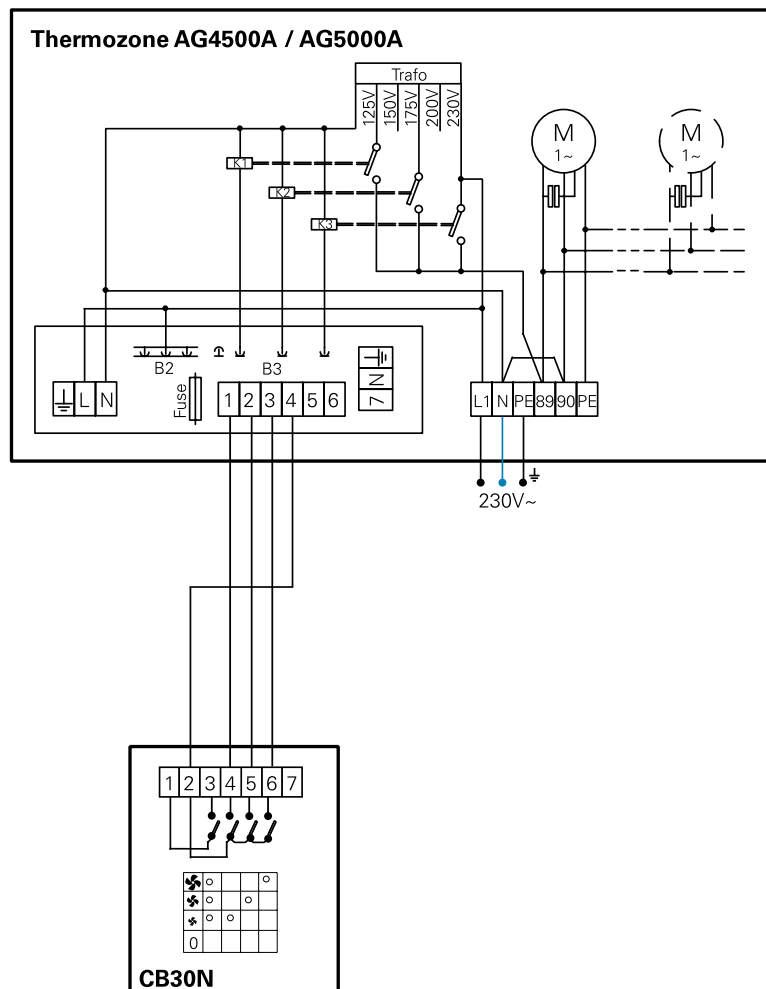 Thermozone AG4500A / AG5000A
Trafo
125V 150V 175V 200V 230V
M
1~
M
1~
K1
K2
K3
B2
B3
Fuse
L N
1 2 3 4 5 6
7 N
L1 N PE 89 90 PE
230V~
1 2 3 4 5 6 7
0
CB30N